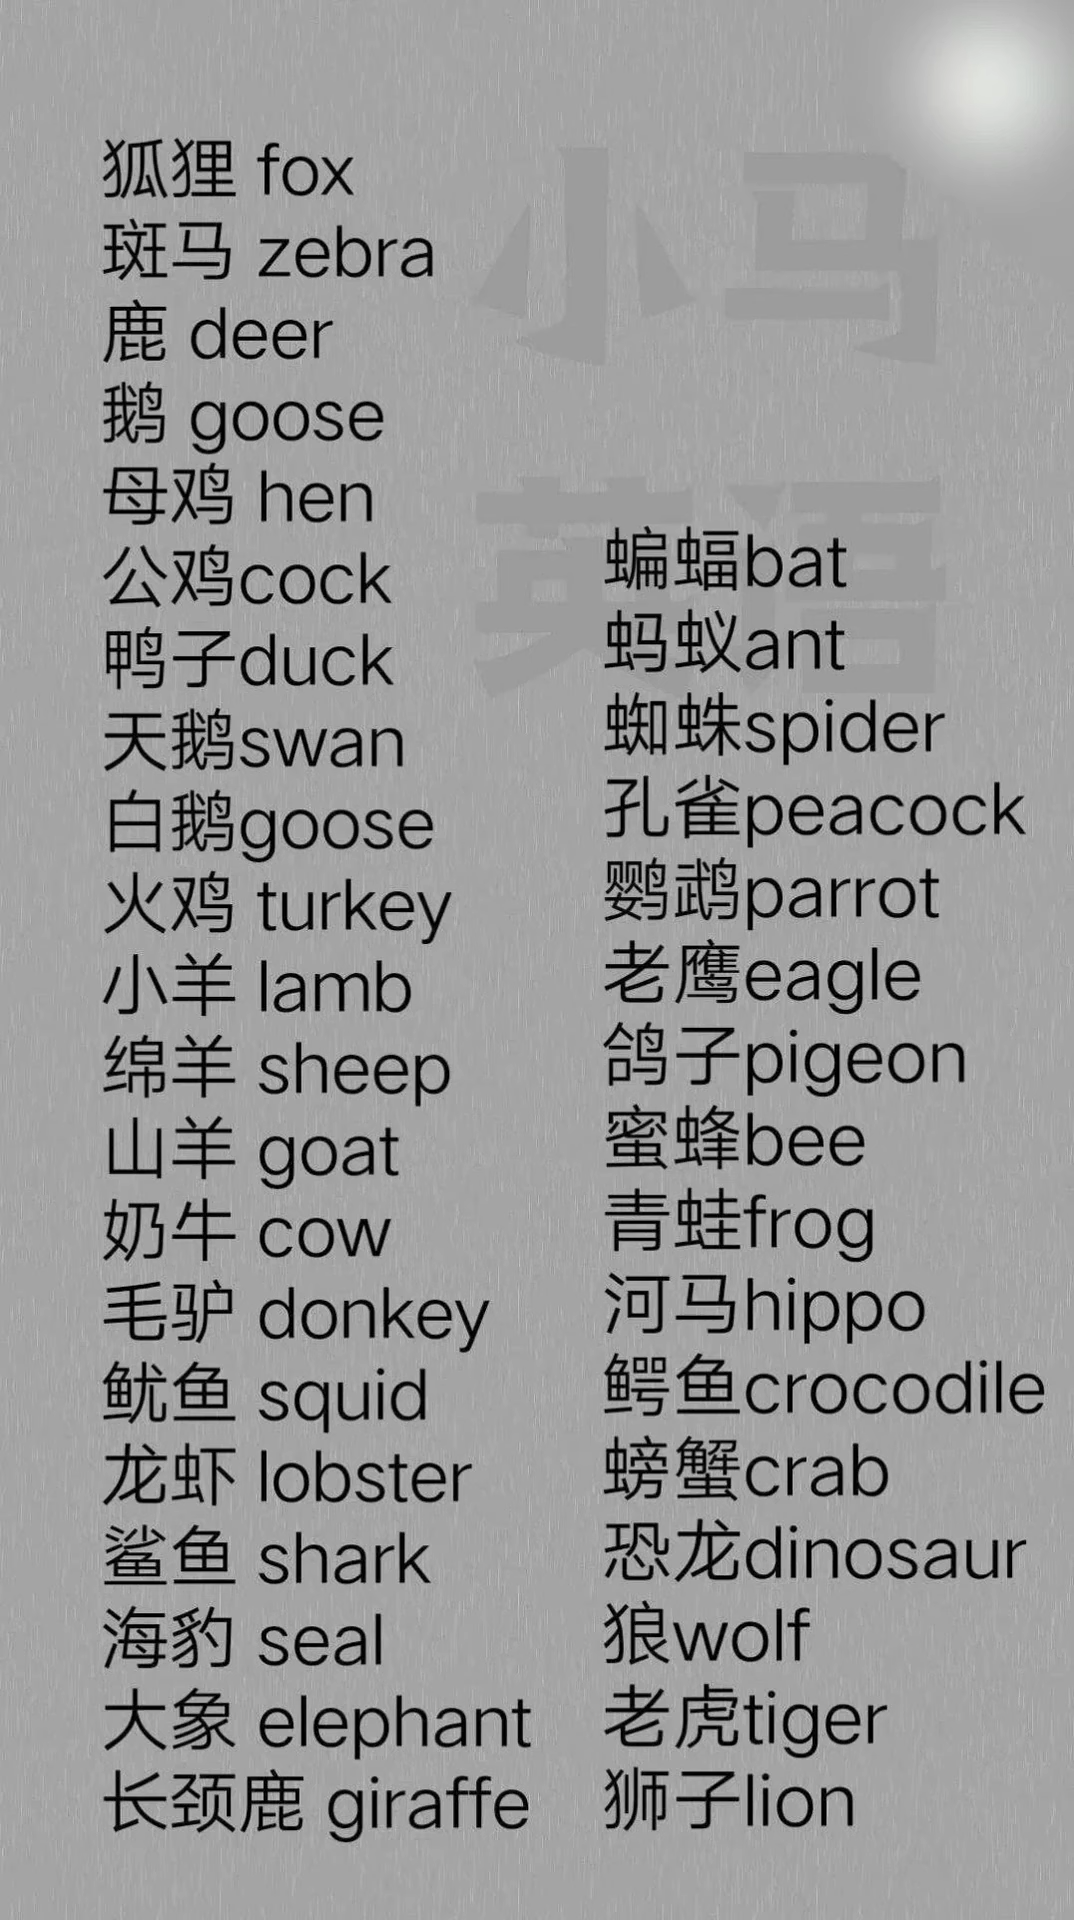 小马
英语
狐狸 fox
斑马 zebra
鹿 deer
鹅 goose
母鸡 hen
公鸡cock
鸭子duck
天鹅swan
白鹅goose
火鸡 turkey
小羊 lamb
绵羊 sheep
山羊 goat
奶牛 cow
毛驴 donkey
鱿鱼 squid
龙虾 lobster
鲨鱼 shark
海豹 seal
大象 elephant
长颈鹿 giraffe
蝙蝠bat
蚂蚁ant
蜘蛛spider
孔雀peacock
鹦鹉parrot
老鹰eagle
鸽子pigeon
蜜蜂bee
青蛙frog
河马hippo
鳄鱼crocodile
螃蟹crab
恐龙dinosaur
狼wolf
老虎tiger
狮子lion